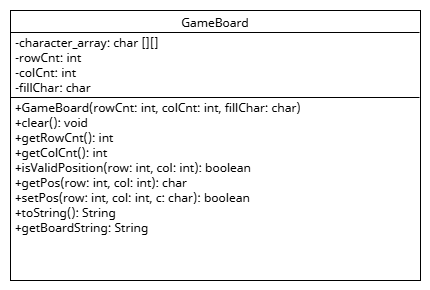 GameBoard
-character_array: char [][]
-rowCnt: int
-colCnt: int
-fillChar: char
+GameBoard(rowCnt: int, colCnt: int, fillChar: char)
+clear(): void
+getRowCnt(): int
+getColCnt(): int
+isValidPosition(row: int, col: int): boolean
+getPos(row: int, col: int): char
+setPos(row: int, col: int, c: char): boolean
+toString(): String
+getBoardString: String